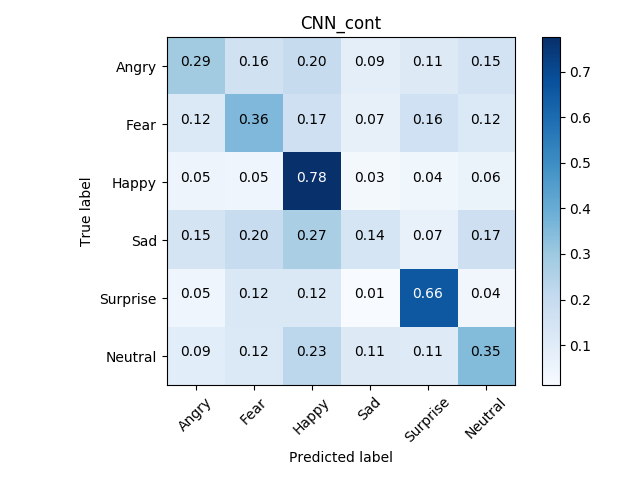 CNN_cont
Angry 0.29 0.16 0.20 0.09 0.11 0.15
Fear 0.12 0.36 0.17 0.07 0.16 0.12
Happy 0.05 0.05 0.78 0.03 0.04 0.06
Sad 0.15 0.20 0.27 0.14 0.07 0.17
Surprise 0.05 0.12 0.12 0.01 0.66 0.04
Neutral 0.09 0.12 0.23 0.11 0.11 0.35
Angry Fear Happy Sad Surprise Neutral
Predicted label
True label
0.7
0.6
0.5
0.4
0.3
0.2
0.1